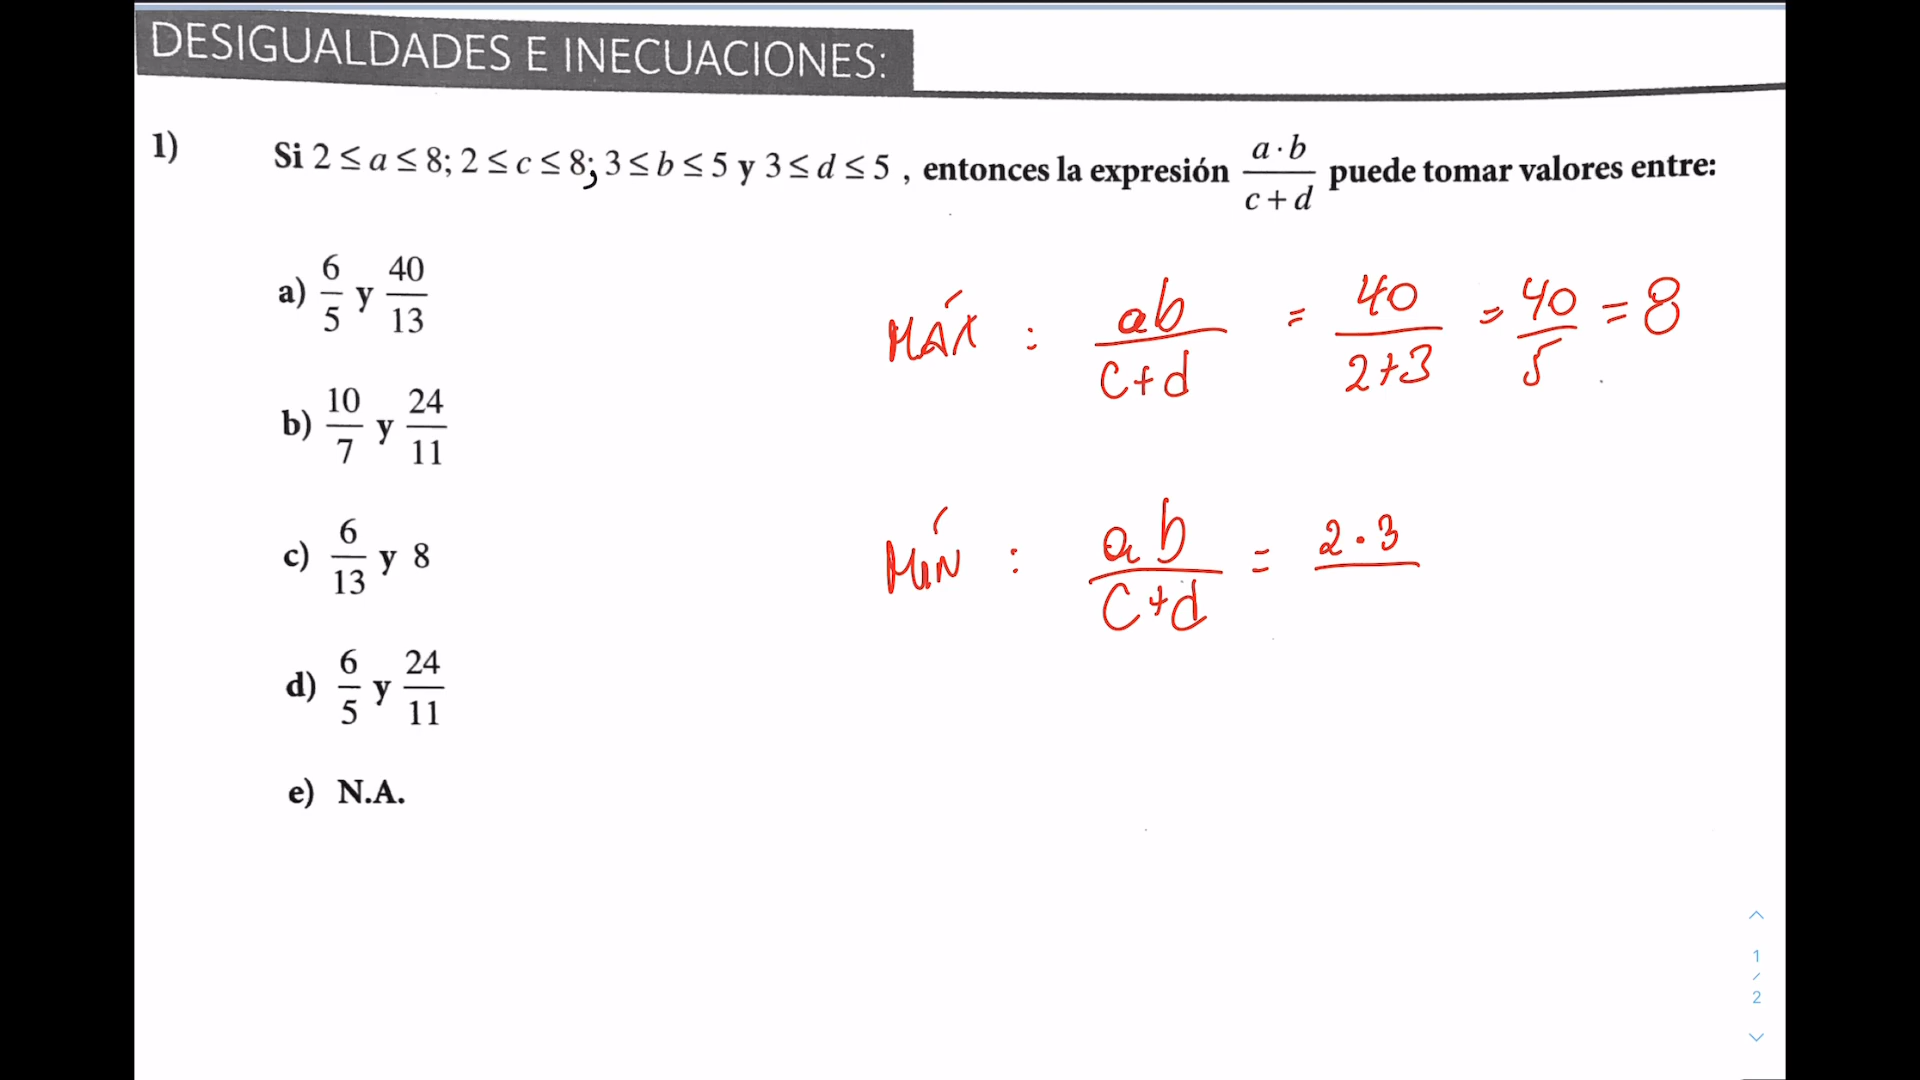 DESIGUALDADES E INECUACIONES:
1) Si 2 ≤ a ≤ 8; 2 ≤ c ≤ 8; 3 ≤ b ≤ 5 y 3 ≤ d ≤ 5 , entonces la expresión a·b/(c+d) puede tomar valores entre:
a) 6/5 y 40/13
b) 10/7 y 24/11
c) 6/13 y 8
d) 6/5 y 24/11
e) N.A.
MÁX : ab/(c+d) = 40/(2+3) = 40/5 = 8
MÍN : ab/(c+d) = 2·3
1/2